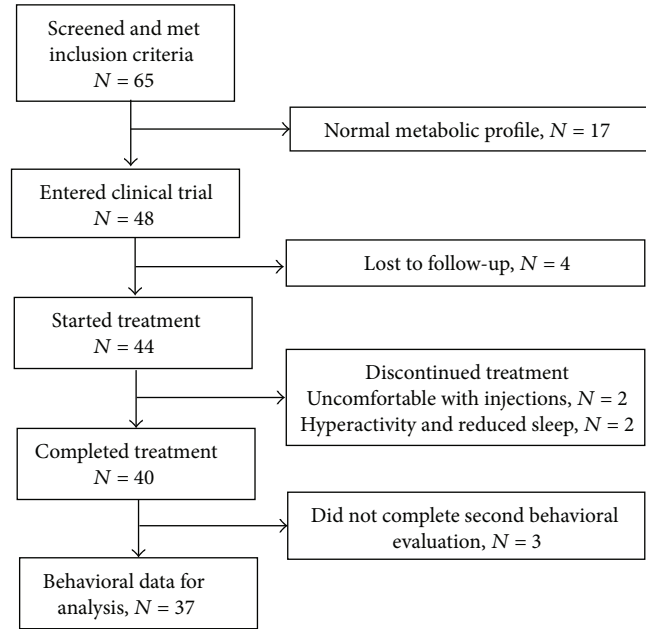 Screened and met
inclusion criteria
N = 65
Normal metabolic profile, N = 17
Entered clinical trial
N = 48
Lost to follow-up, N = 4
Started treatment
N = 44
Discontinued treatment
Uncomfortable with injections, N = 2
Hyperactivity and reduced sleep, N = 2
Completed treatment
N = 40
Did not complete second behavioral
evaluation, N = 3
Behavioral data for
analysis, N = 37